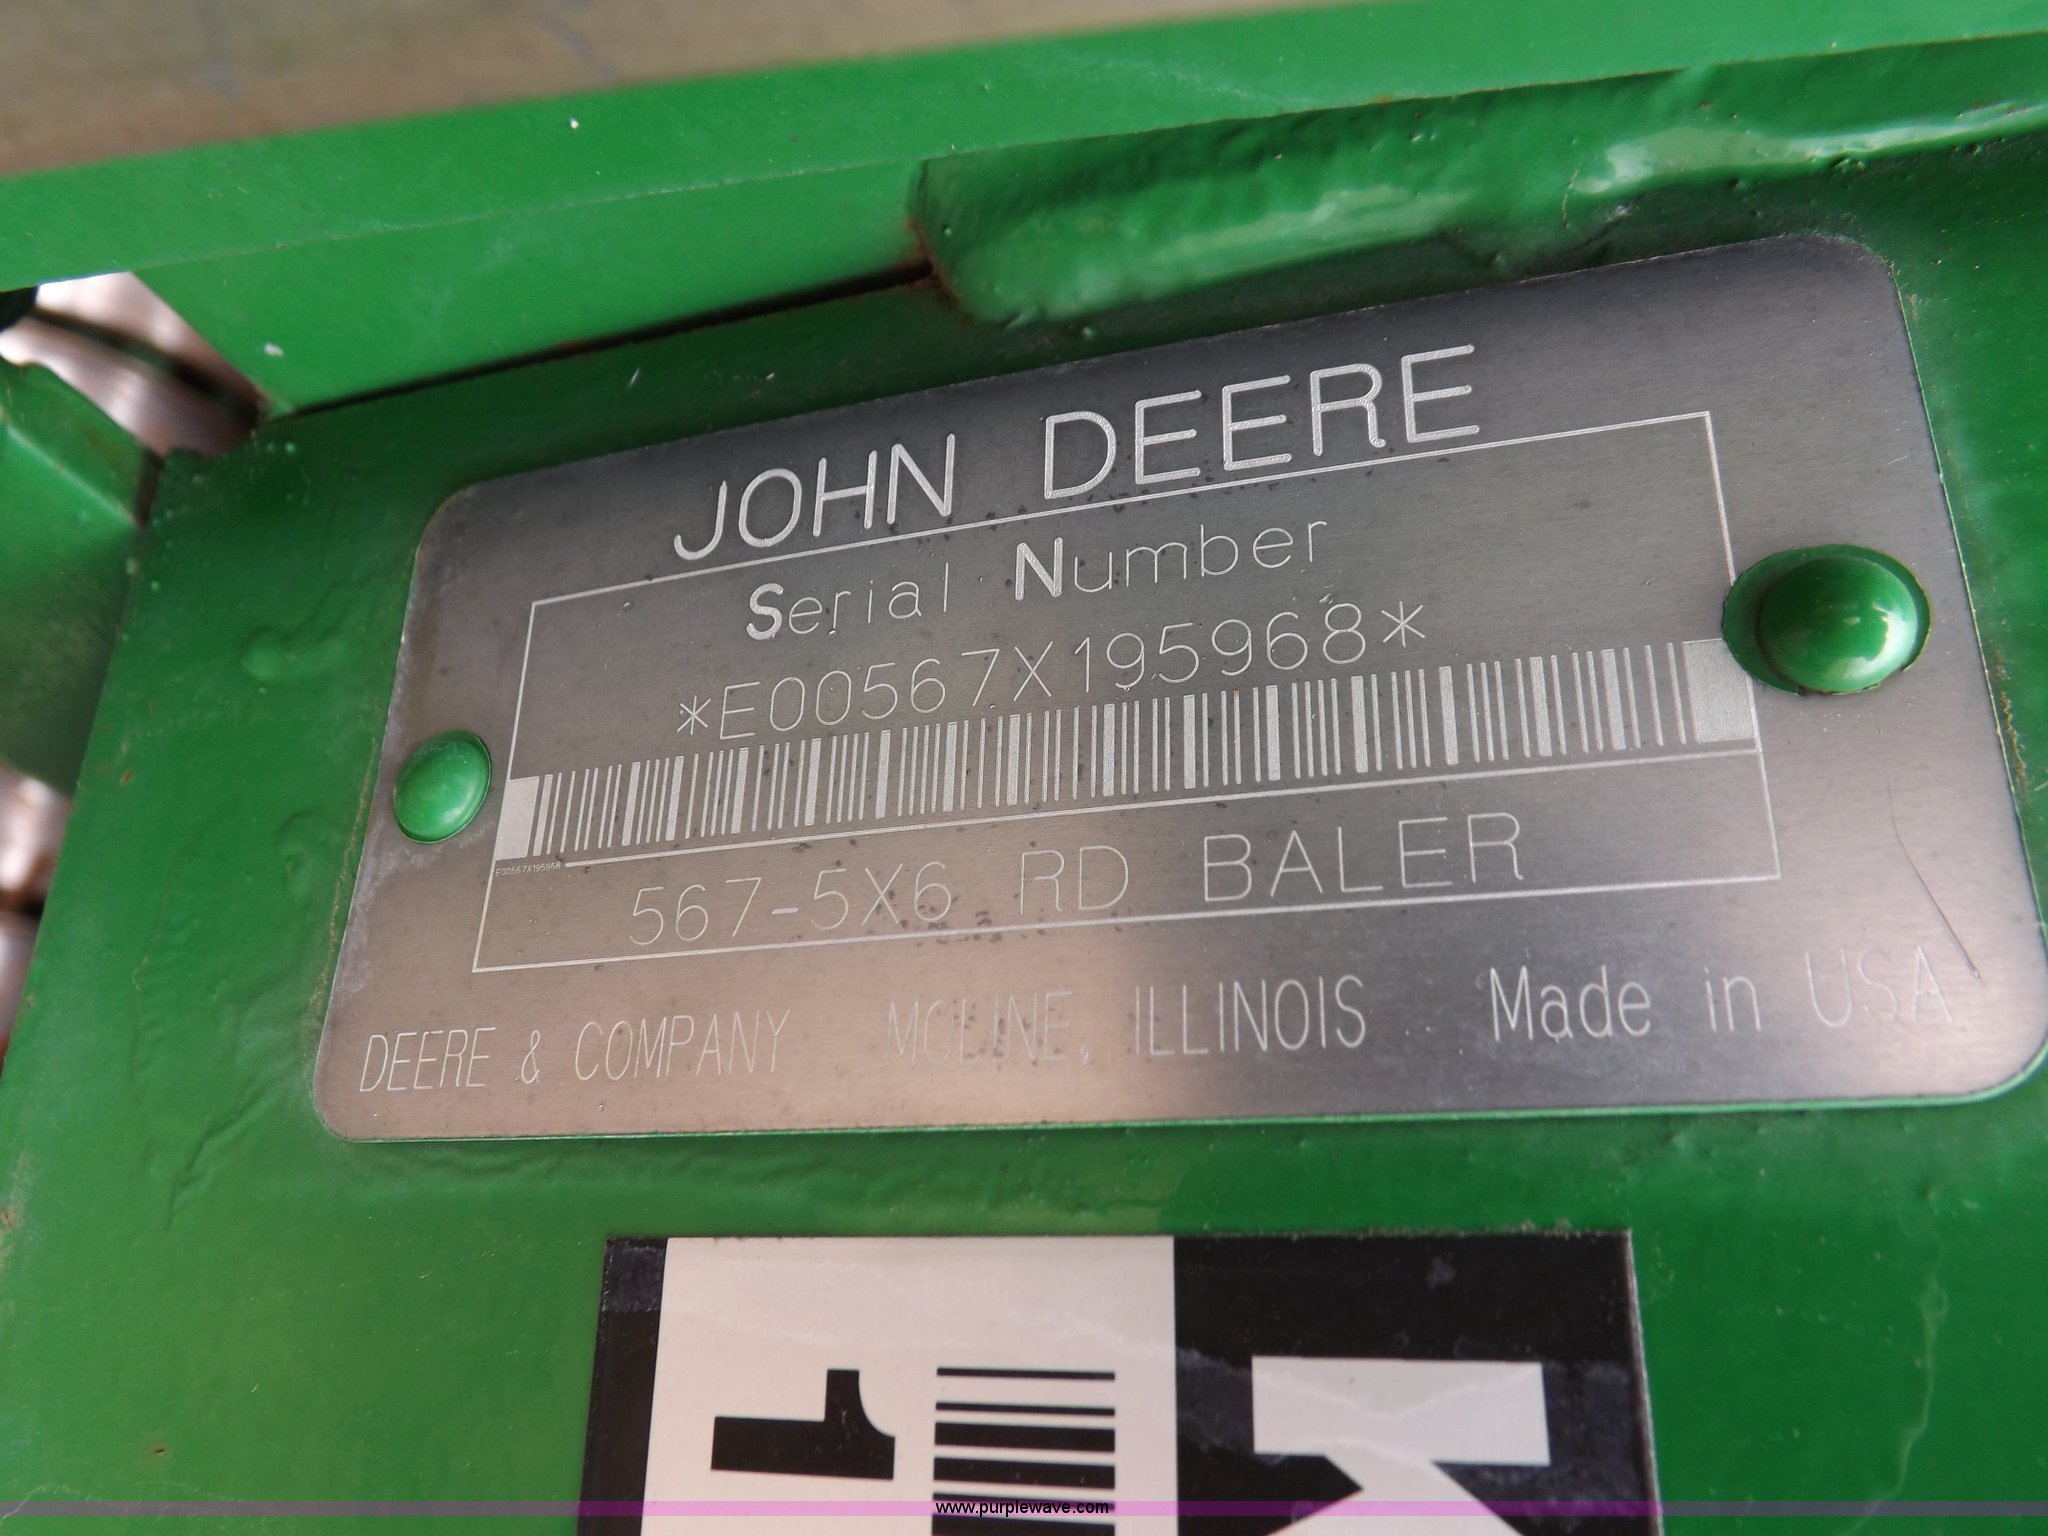 JOHN DEERE
Serial Number
*E00567X195968*
E00567X195968
567-5X6 RD BALER
DEERE & COMPANY MOLINE, ILLINOIS Made in USA
1
K
www.purplewave.com